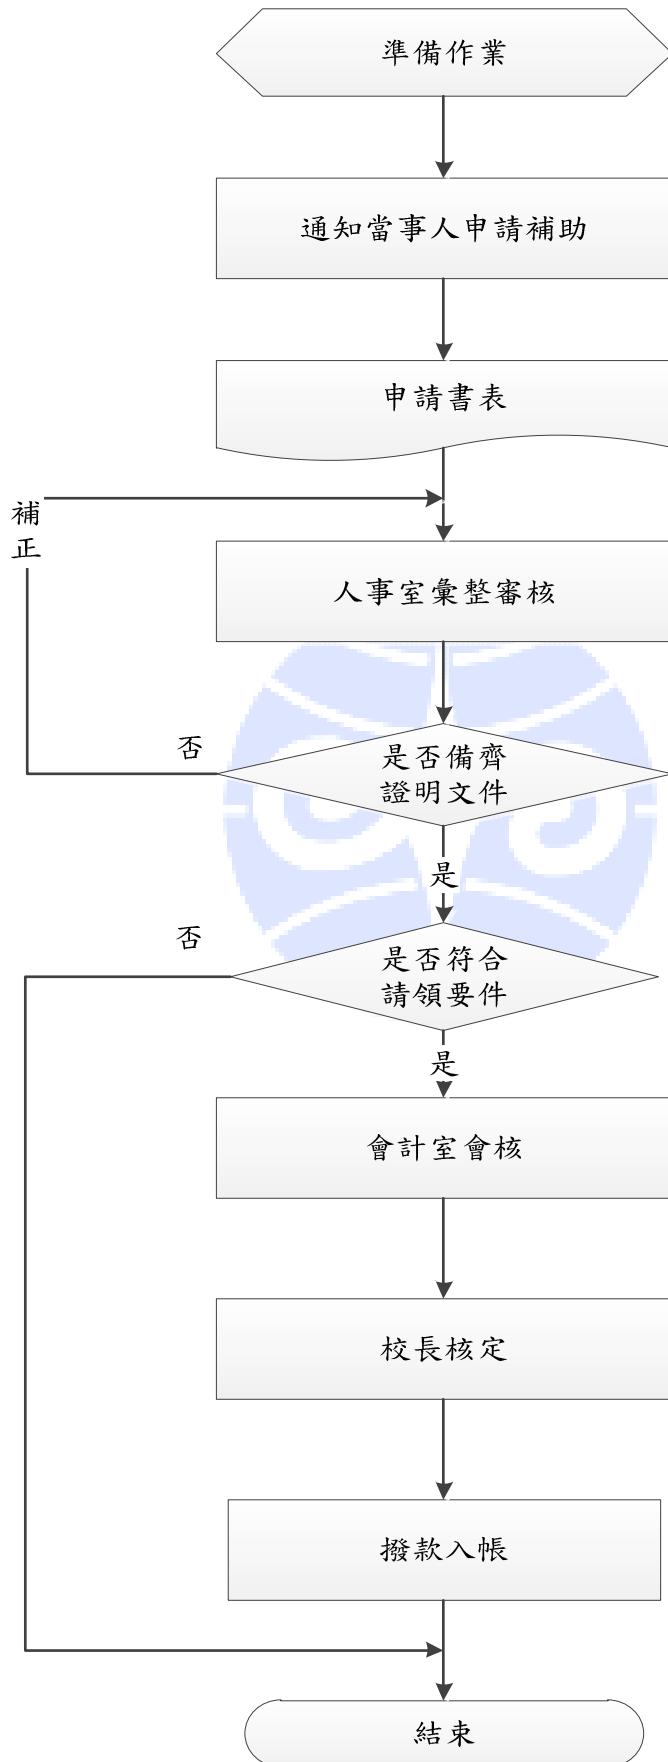 準備作業
通知當事人申請補助
申請書表
補
正
人事室彙整審核
否
是否備齊
證明文件
是
否
是否符合
請領要件
是
會計室會核
校長核定
撥款入帳
結束